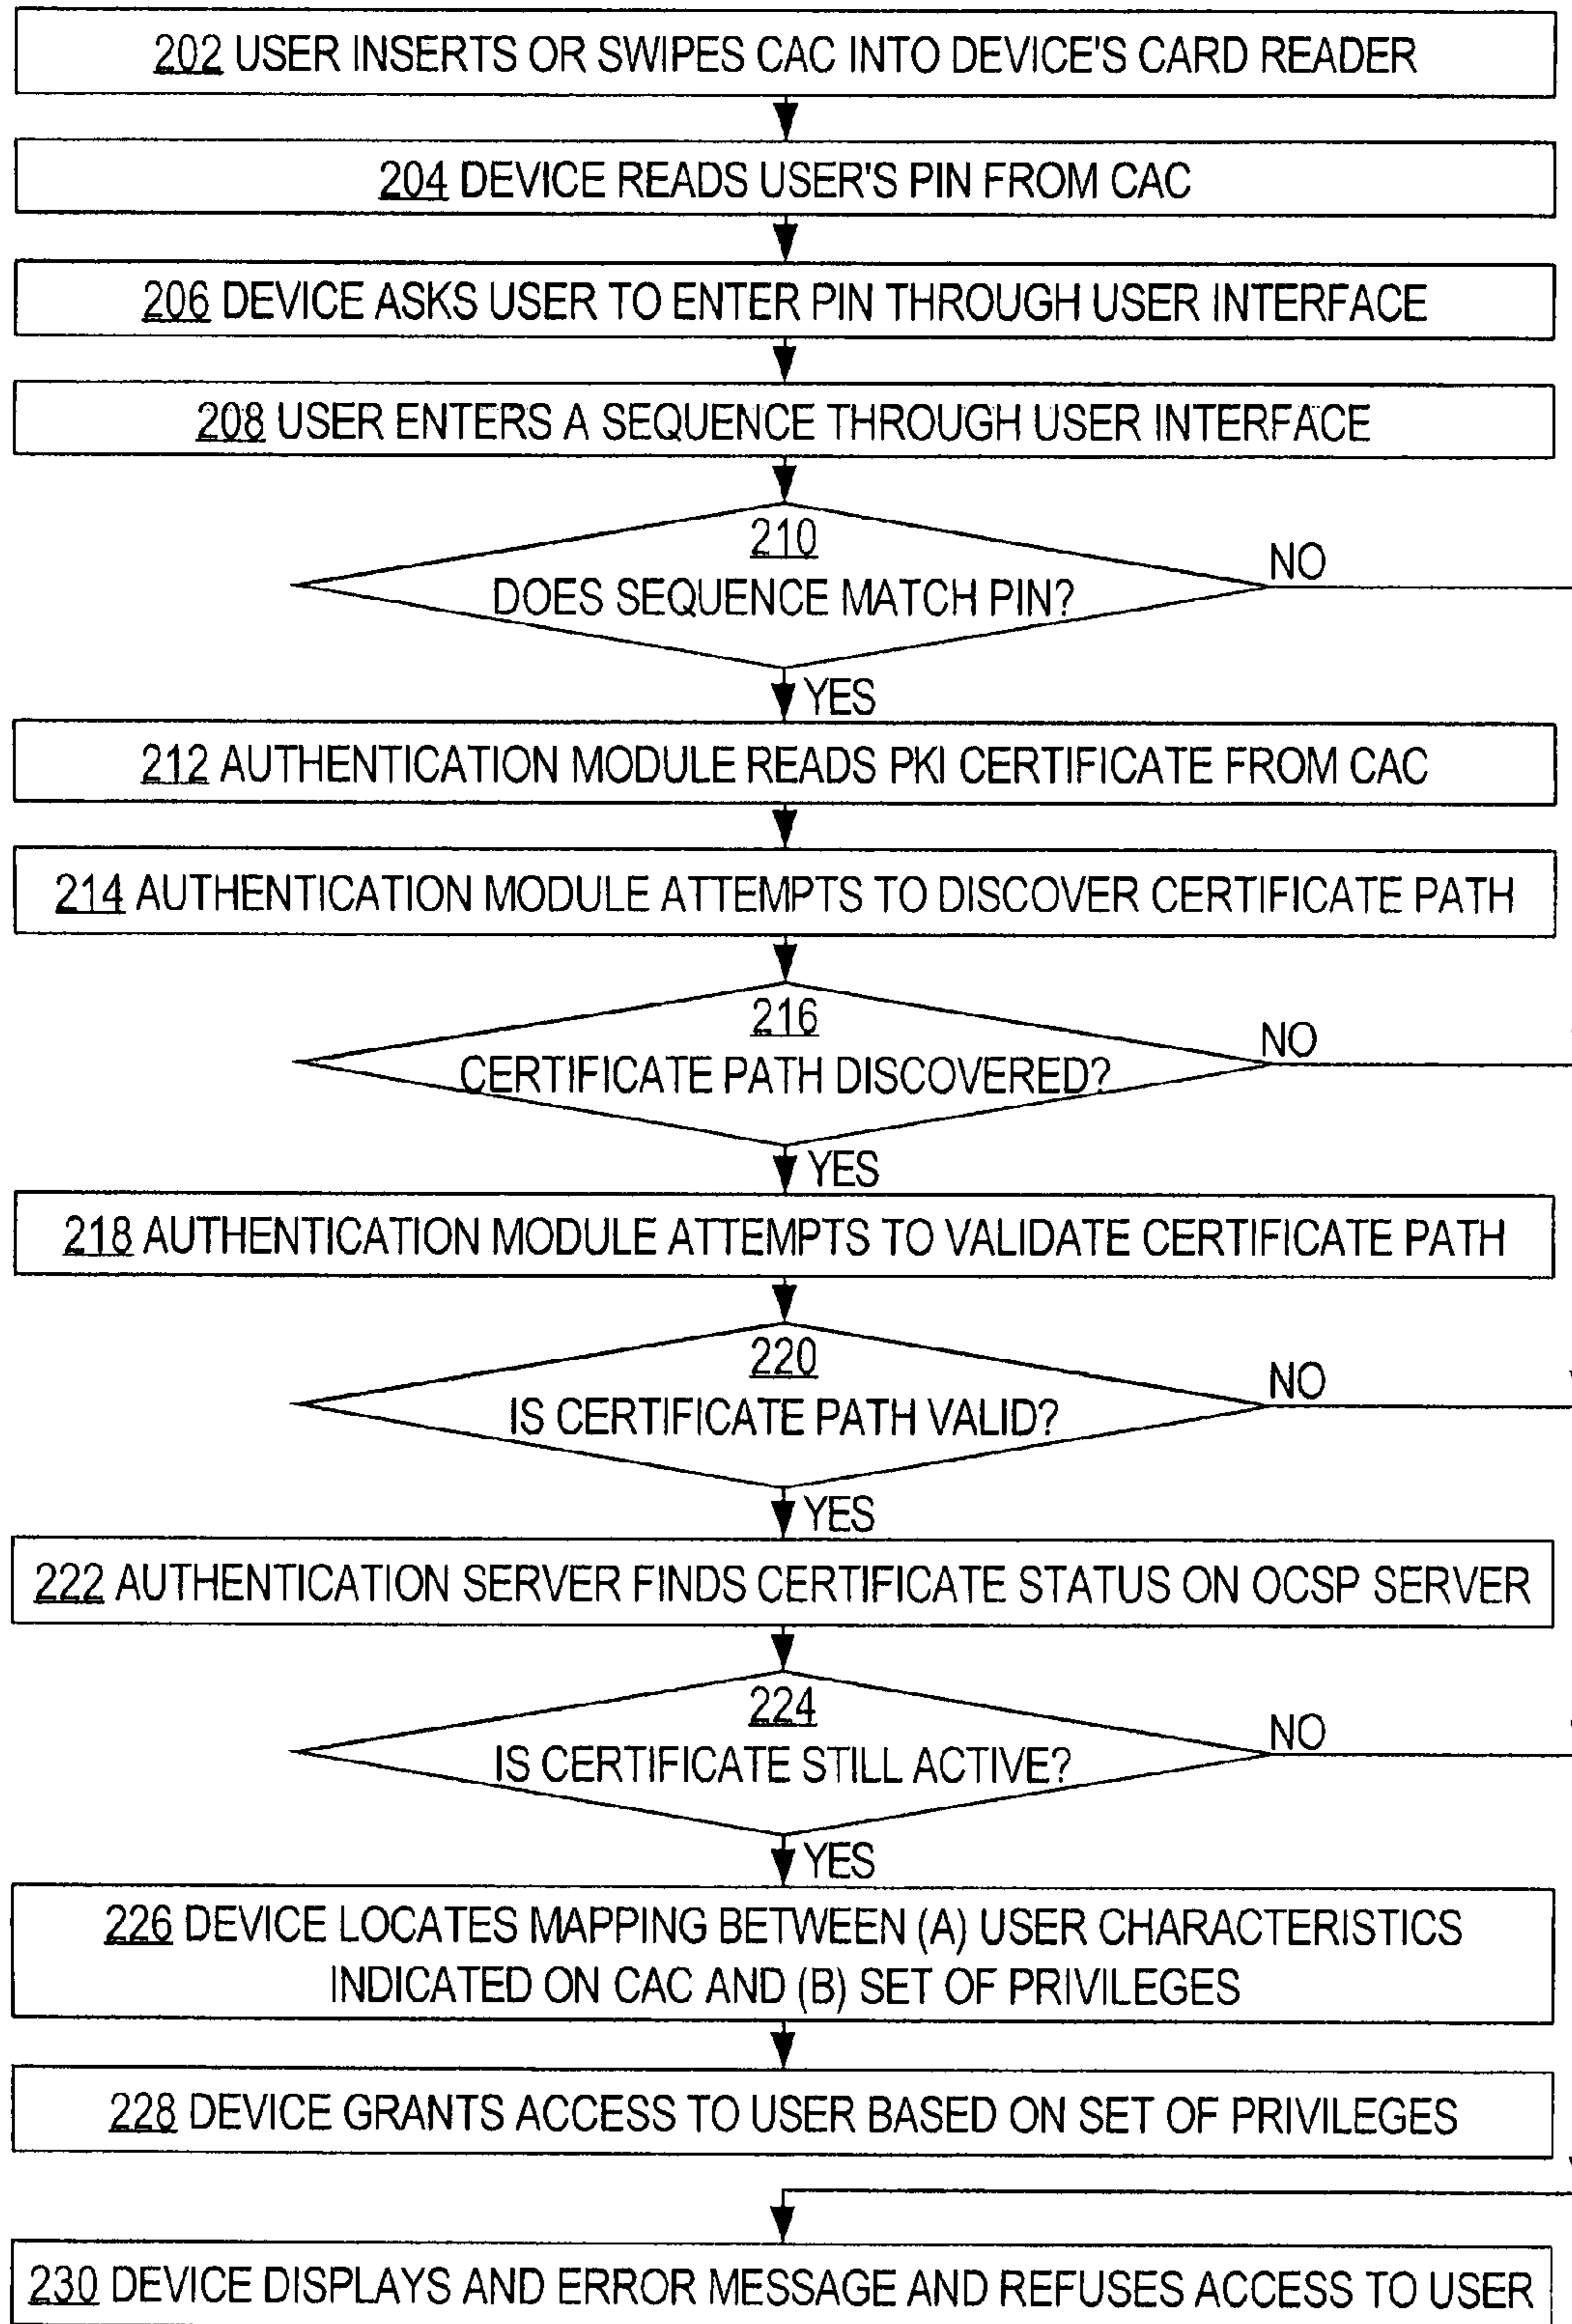 202 USER INSERTS OR SWIPES CAC INTO DEVICE'S CARD READER
204 DEVICE READS USER'S PIN FROM CAC
206 DEVICE ASKS USER TO ENTER PIN THROUGH USER INTERFACE
208 USER ENTERS A SEQUENCE THROUGH USER INTERFACE
210
DOES SEQUENCE MATCH PIN?
NO
YES
212 AUTHENTICATION MODULE READS PKI CERTIFICATE FROM CAC
214 AUTHENTICATION MODULE ATTEMPTS TO DISCOVER CERTIFICATE PATH
216
CERTIFICATE PATH DISCOVERED?
NO
YES
218 AUTHENTICATION MODULE ATTEMPTS TO VALIDATE CERTIFICATE PATH
220
IS CERTIFICATE PATH VALID?
NO
YES
222 AUTHENTICATION SERVER FINDS CERTIFICATE STATUS ON OCSP SERVER
224
IS CERTIFICATE STILL ACTIVE?
NO
YES
226 DEVICE LOCATES MAPPING BETWEEN (A) USER CHARACTERISTICS
INDICATED ON CAC AND (B) SET OF PRIVILEGES
228 DEVICE GRANTS ACCESS TO USER BASED ON SET OF PRIVILEGES
230 DEVICE DISPLAYS AND ERROR MESSAGE AND REFUSES ACCESS TO USER